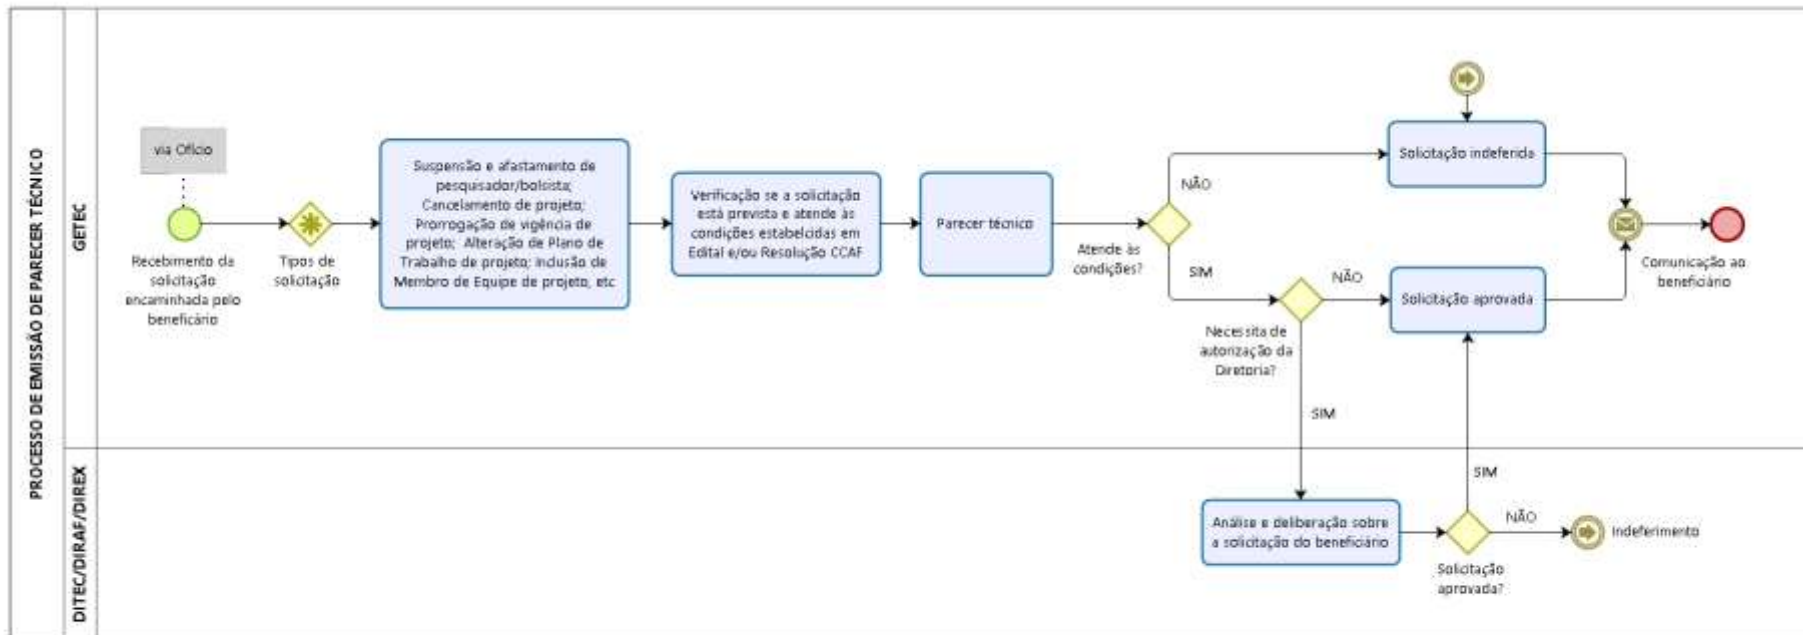 PROCESSO DE EMISSÃO DE PARECER TÉCNICO
GETEC
via Ofício
Recebimento da
solicitação
encaminhada pelo
beneficário
Tipos de
solicitação
Suspensão e afastamento de
pesquisador/bolsista;
Cancelamento de projeto;
Prorrogação de vigência de
projeto; Alteração de Plano de
Trabalho de projeto; Inclusão de
Membro de Equipe de projeto, etc
Verificação se a solicitação
está prevista e atende às
condições estabelcidas em
Edital e/ou Resolução CCAF
Parecer técnico
Atende às
condições?
NÃO
SIM
Solicitação indeferida
Necessita de
autorização da
Diretoria?
NÃO
SIM
Solicitação aprovada
Comunicação ao
beneficiário
DITEC/DIRAF/DIREX
Análise e deliberação sobre
a solicitação do beneficiário
Solicitação
aprovada?
SIM
NÃO
Indeferimento